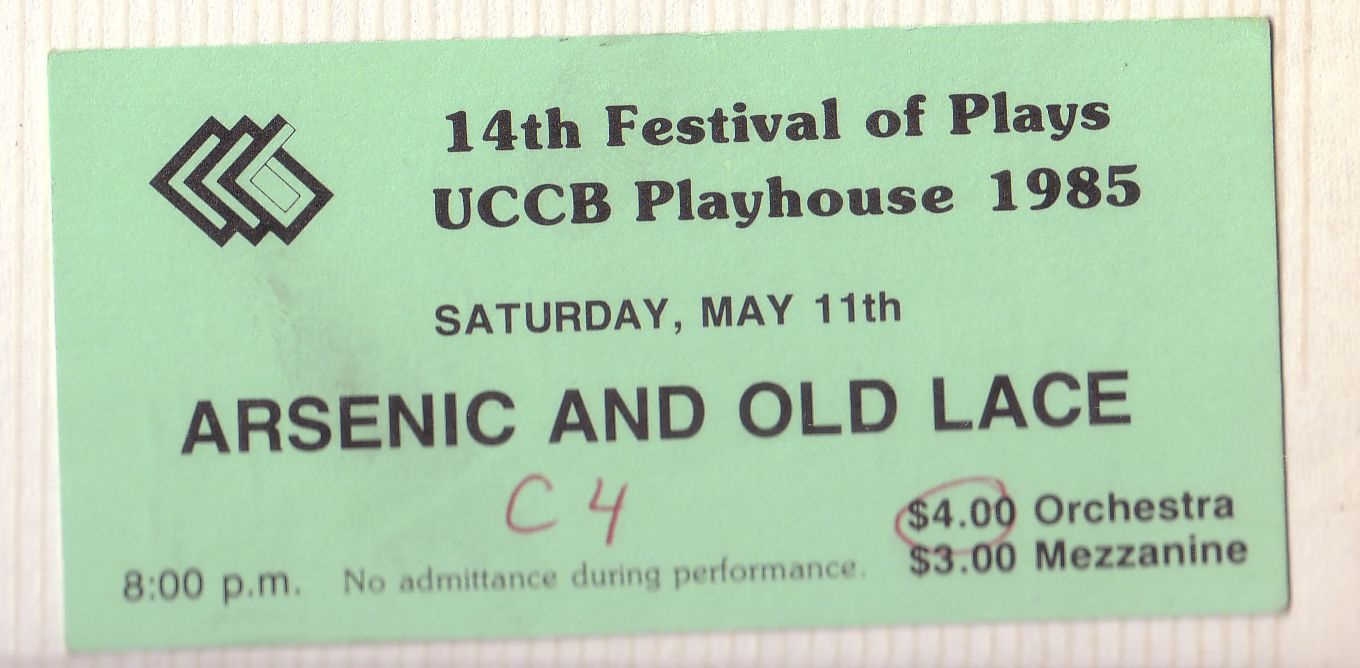 14th Festival of Plays
UCCB Playhouse 1985
SATURDAY, MAY 11th
ARSENIC AND OLD LACE
C 4
$4.00 Orchestra
$3.00 Mezzanine
8:00 p.m. No admittance during performance.